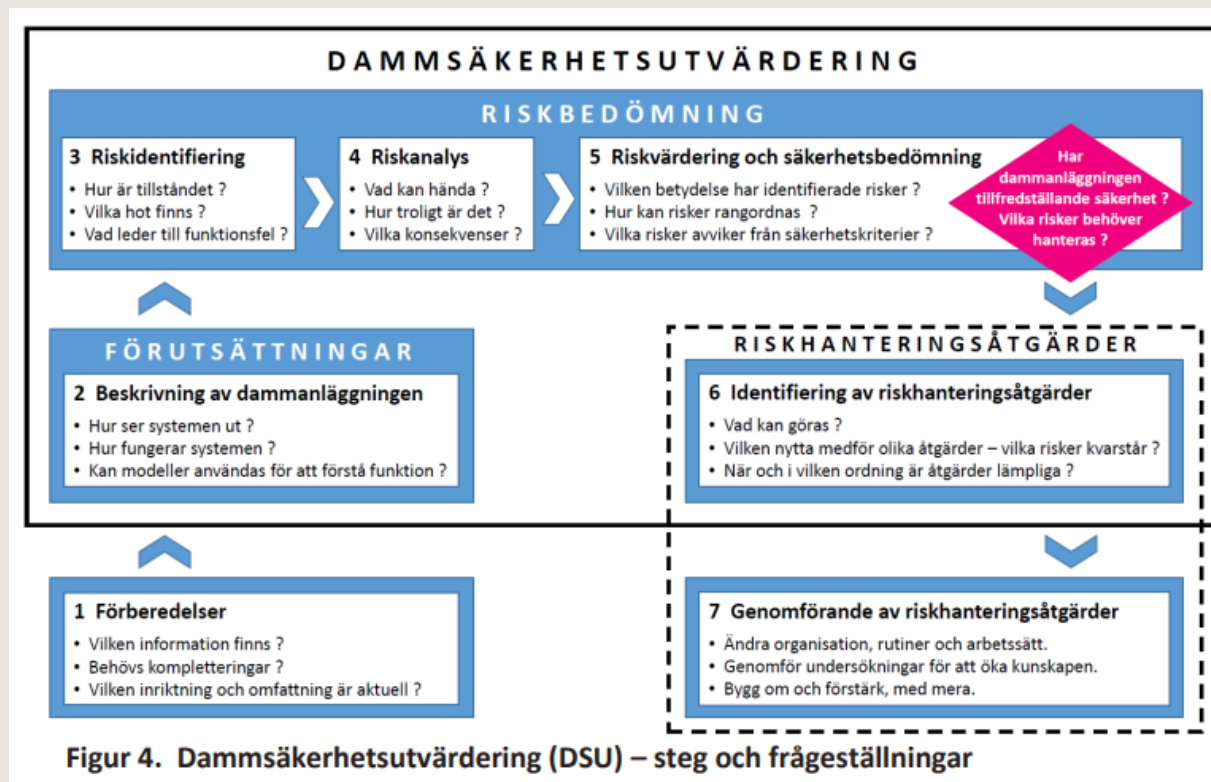 DAMMSÄKERHETSUTVÄRDERING
RISKBEDÖMNING
3 Riskidentifiering
• Hur är tillståndet ?
• Vilka hot finns ?
• Vad leder till funktionsfel ?
4 Riskanalys
• Vad kan hända ?
• Hur troligt är det ?
• Vilka konsekvenser ?
5 Riskvärdering och säkerhetsbedömning
• Vilken betydelse har identifierade risker ?
• Hur kan risker rangordnas ?
• Vilka risker avviker från säkerhetskriterier ?
Har
dammanläggningen
tillfredställande säkerhet ?
Vilka risker behöver
hanteras ?
FÖRUTSÄTTNINGAR
2 Beskrivning av dammanläggningen
• Hur ser systemen ut ?
• Hur fungerar systemen ?
• Kan modeller användas för att förstå funktion ?
RISKHANTERINGSÅTGÄRDER
6 Identifiering av riskhanteringsåtgärder
• Vad kan göras ?
• Vilken nytta medför olika åtgärder – vilka risker kvarstår ?
• När och i vilken ordning är åtgärder lämpliga ?
1 Förberedelser
• Vilken information finns ?
• Behövs kompletteringar ?
• Vilken inriktning och omfattning är aktuell ?
7 Genomförande av riskhanteringsåtgärder
• Ändra organisation, rutiner och arbetssätt.
• Genomför undersökningar för att öka kunskapen.
• Bygg om och förstärk, med mera.
Figur 4. Dammsäkerhetsutvärdering (DSU) – steg och frågeställningar